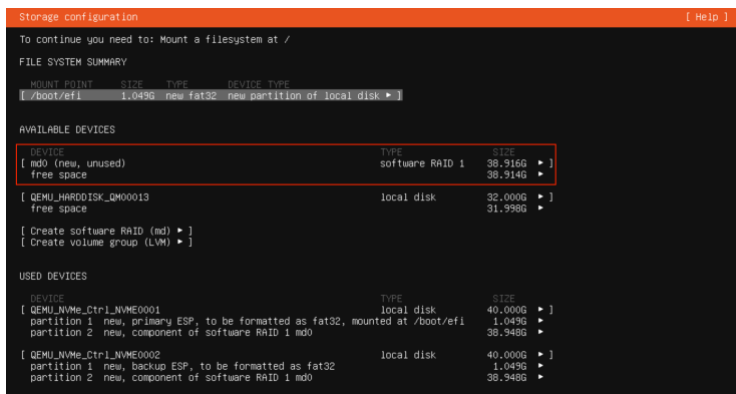 Storage configuration [ Help ]
To continue you need to: Mount a filesystem at /
FILE SYSTEM SUMMARY
MOUNT POINT SIZE TYPE DEVICE TYPE
[ /boot/efi 1.049G new fat32 new partition of local disk ▸ ]
AVAILABLE DEVICES
DEVICE TYPE SIZE
[ md0 (new, unused) software RAID 1 38.916G ▸ ]
free space 38.914G ▸
[ QEMU_HARDDISK_QM00013 local disk 32.000G ▸ ]
free space 31.998G ▸
[ Create software RAID (md) ▸ ]
[ Create volume group (LVM) ▸ ]
USED DEVICES
DEVICE TYPE SIZE
[ QEMU_NVMe_Ctrl_NVME0001 local disk 40.000G ▸ ]
partition 1 new, primary ESP, to be formatted as fat32, mounted at /boot/efi 1.049G ▸
partition 2 new, component of software RAID 1 md0 38.948G ▸
[ QEMU_NVMe_Ctrl_NVME0002 local disk 40.000G ▸ ]
partition 1 new, backup ESP, to be formatted as fat32 1.049G ▸
partition 2 new, component of software RAID 1 md0 38.948G ▸